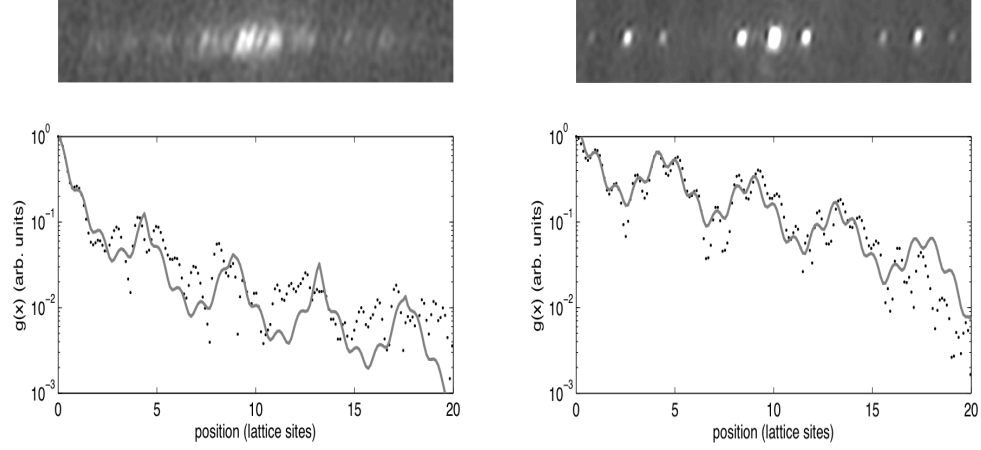 10^0
10^-1
10^-2
10^-3
g(x) (arb. units)
0 5 10 15 20
position (lattice sites)
10^0
10^-1
10^-2
10^-3
g(x) (arb. units)
0 5 10 15 20
position (lattice sites)